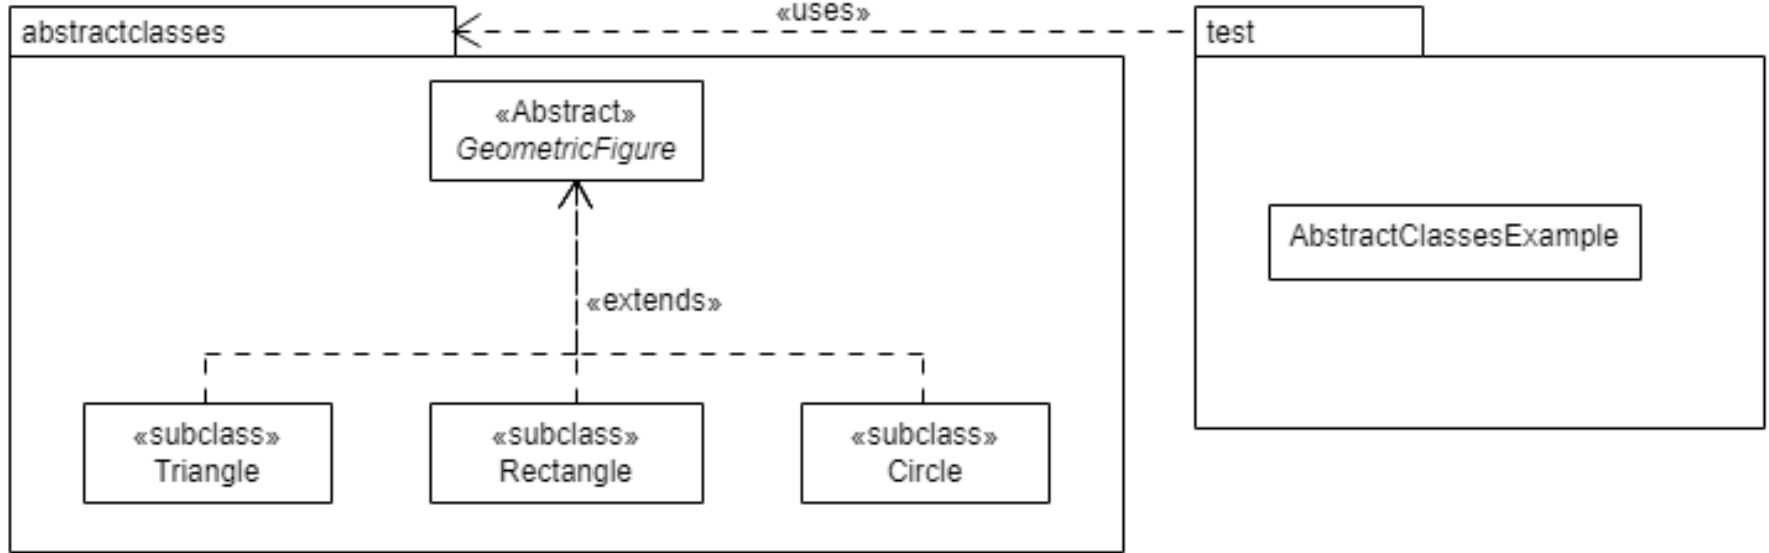 abstractclasses
«uses»
test
«Abstract»
GeometricFigure
AbstractClassesExample
«extends»
«subclass»
Triangle
«subclass»
Rectangle
«subclass»
Circle